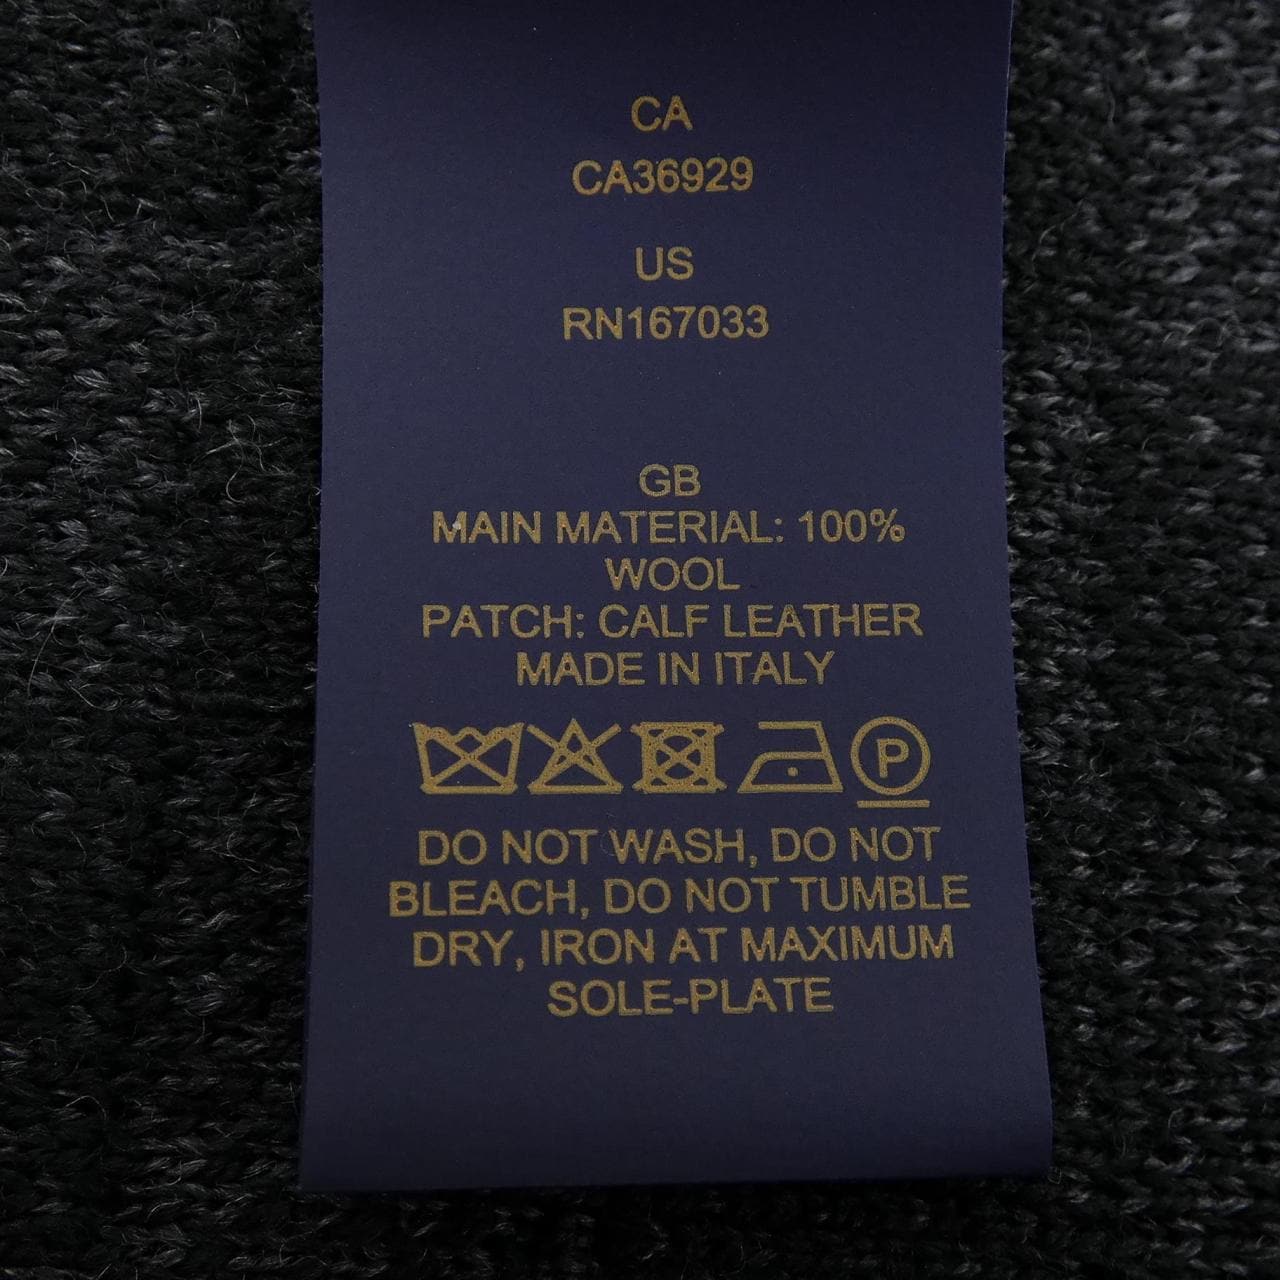 CA
CA36929
US
RN167033
GB
MAIN MATERIAL: 100%
WOOL
PATCH: CALF LEATHER
MADE IN ITALY
P
DO NOT WASH, DO NOT
BLEACH, DO NOT TUMBLE
DRY, IRON AT MAXIMUM
SOLE-PLATE